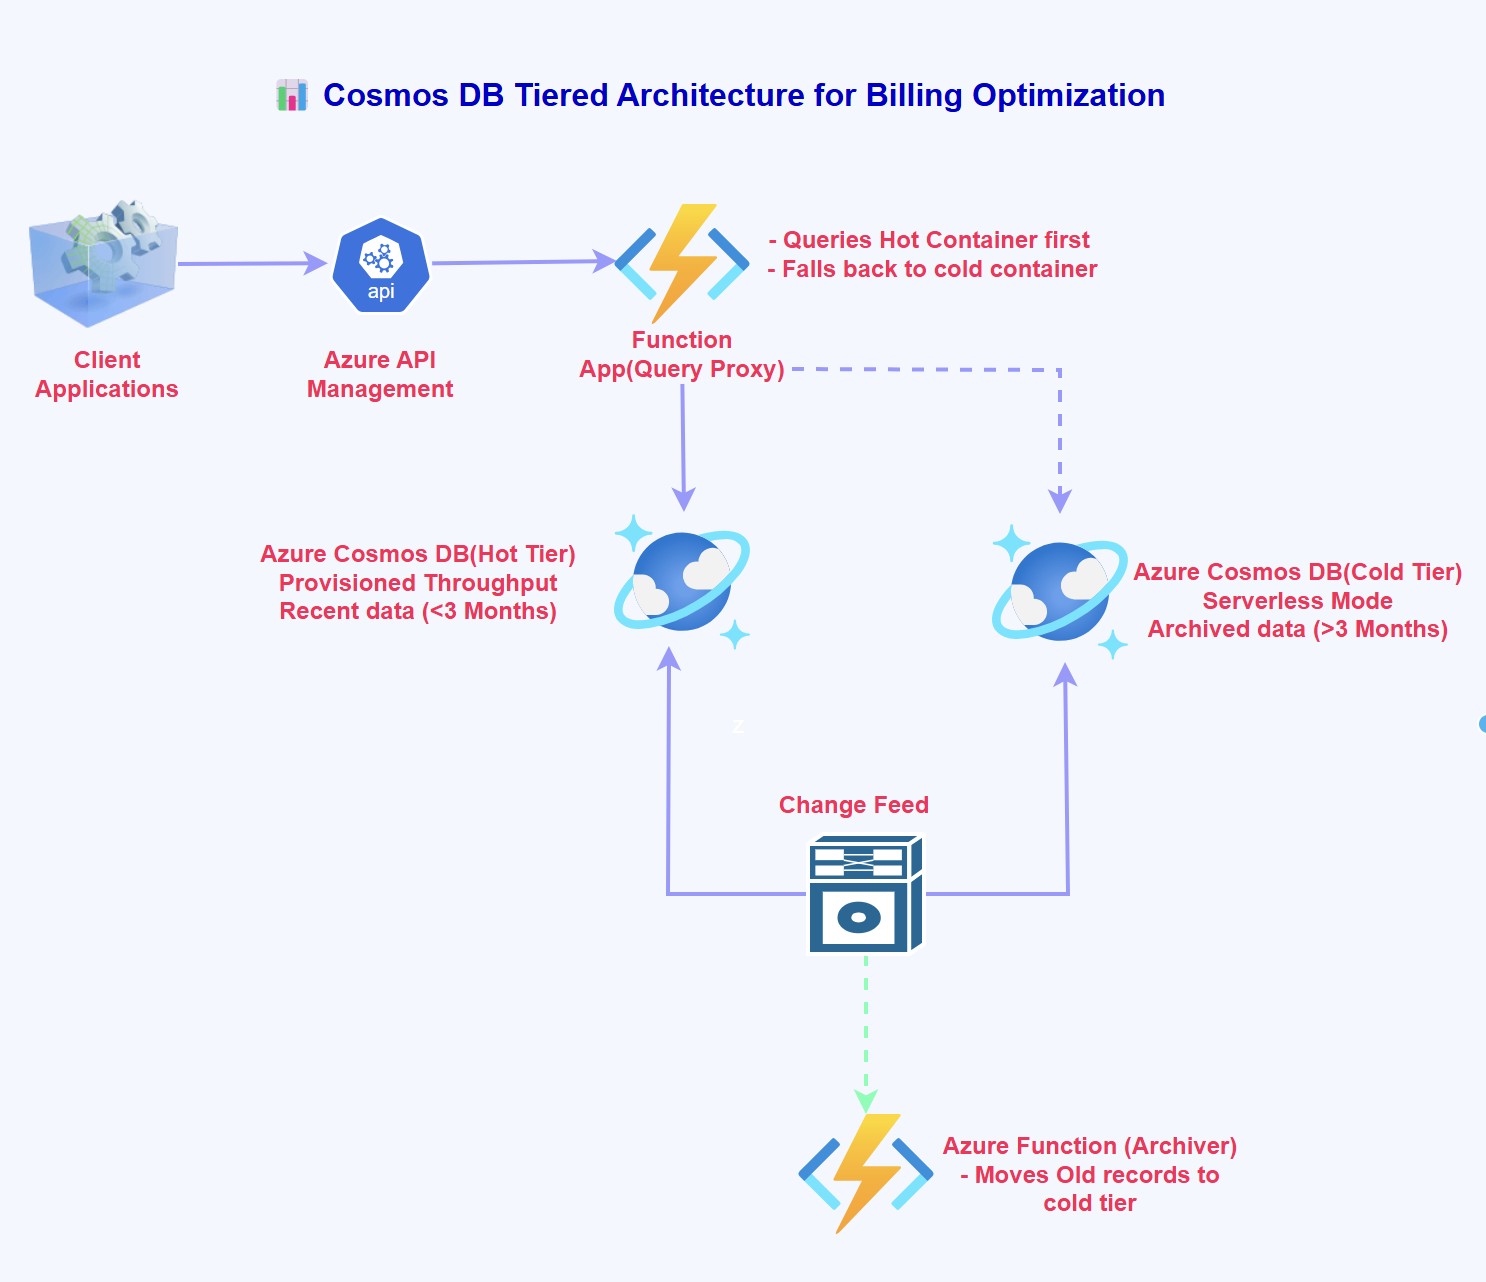 Cosmos DB Tiered Architecture for Billing Optimization
Client
Applications
api
Azure API
Management
Function
App(Query Proxy)
- Queries Hot Container first
- Falls back to cold container
Azure Cosmos DB(Hot Tier)
Provisioned Throughput
Recent data (<3 Months)
Azure Cosmos DB(Cold Tier)
Serverless Mode
Archived data (>3 Months)
z
Change Feed
Azure Function (Archiver)
- Moves Old records to
cold tier